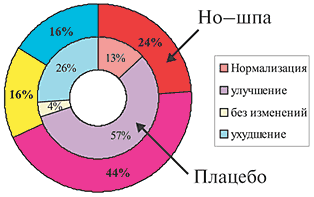 Но–шпа
16%
24%
26%
13%
16%
4%
57%
44%
Нормализация
улучшение
без изменений
ухудшение
Плацебо